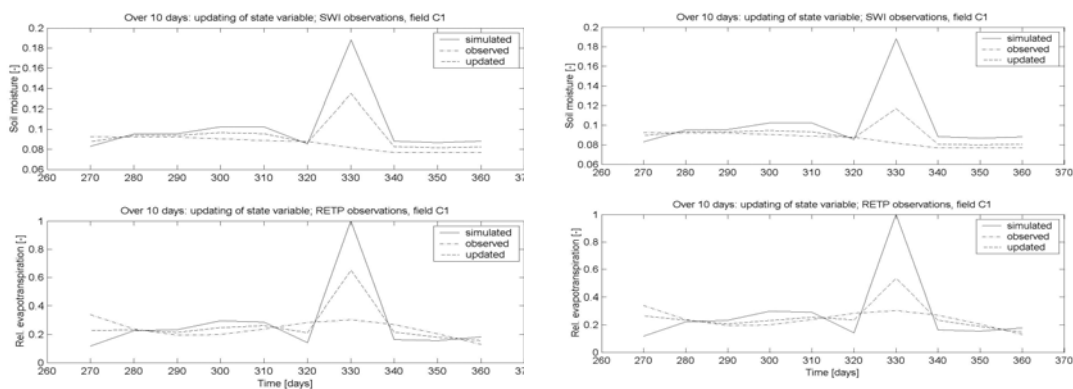 Over 10 days: updating of state variable; SWI observations, field C1
Soil moisture [-]
0.2
0.18
0.16
0.14
0.12
0.1
0.08
0.06
simulated
observed
updated
260 270 280 290 300 310 320 330 340 350 360 37
Over 10 days: updating of state variable; RETP observations, field C1
Rel. evapotranspiration [-]
1
0.8
0.6
0.4
0.2
0
simulated
observed
updated
260 270 280 290 300 310 320 330 340 350 360 37
Time [days]
Over 10 days: updating of state variable; SWI observations, field C1
Soil moisture [-]
0.2
0.18
0.16
0.14
0.12
0.1
0.08
0.06
simulated
observed
updated
260 270 280 290 300 310 320 330 340 350 360 370
Over 10 days: updating of state variable; RETP observations, field C1
Rel. evapotranspiration [-]
1
0.8
0.6
0.4
0.2
0
simulated
observed
updated
260 270 280 290 300 310 320 330 340 350 360 370
Time [days]